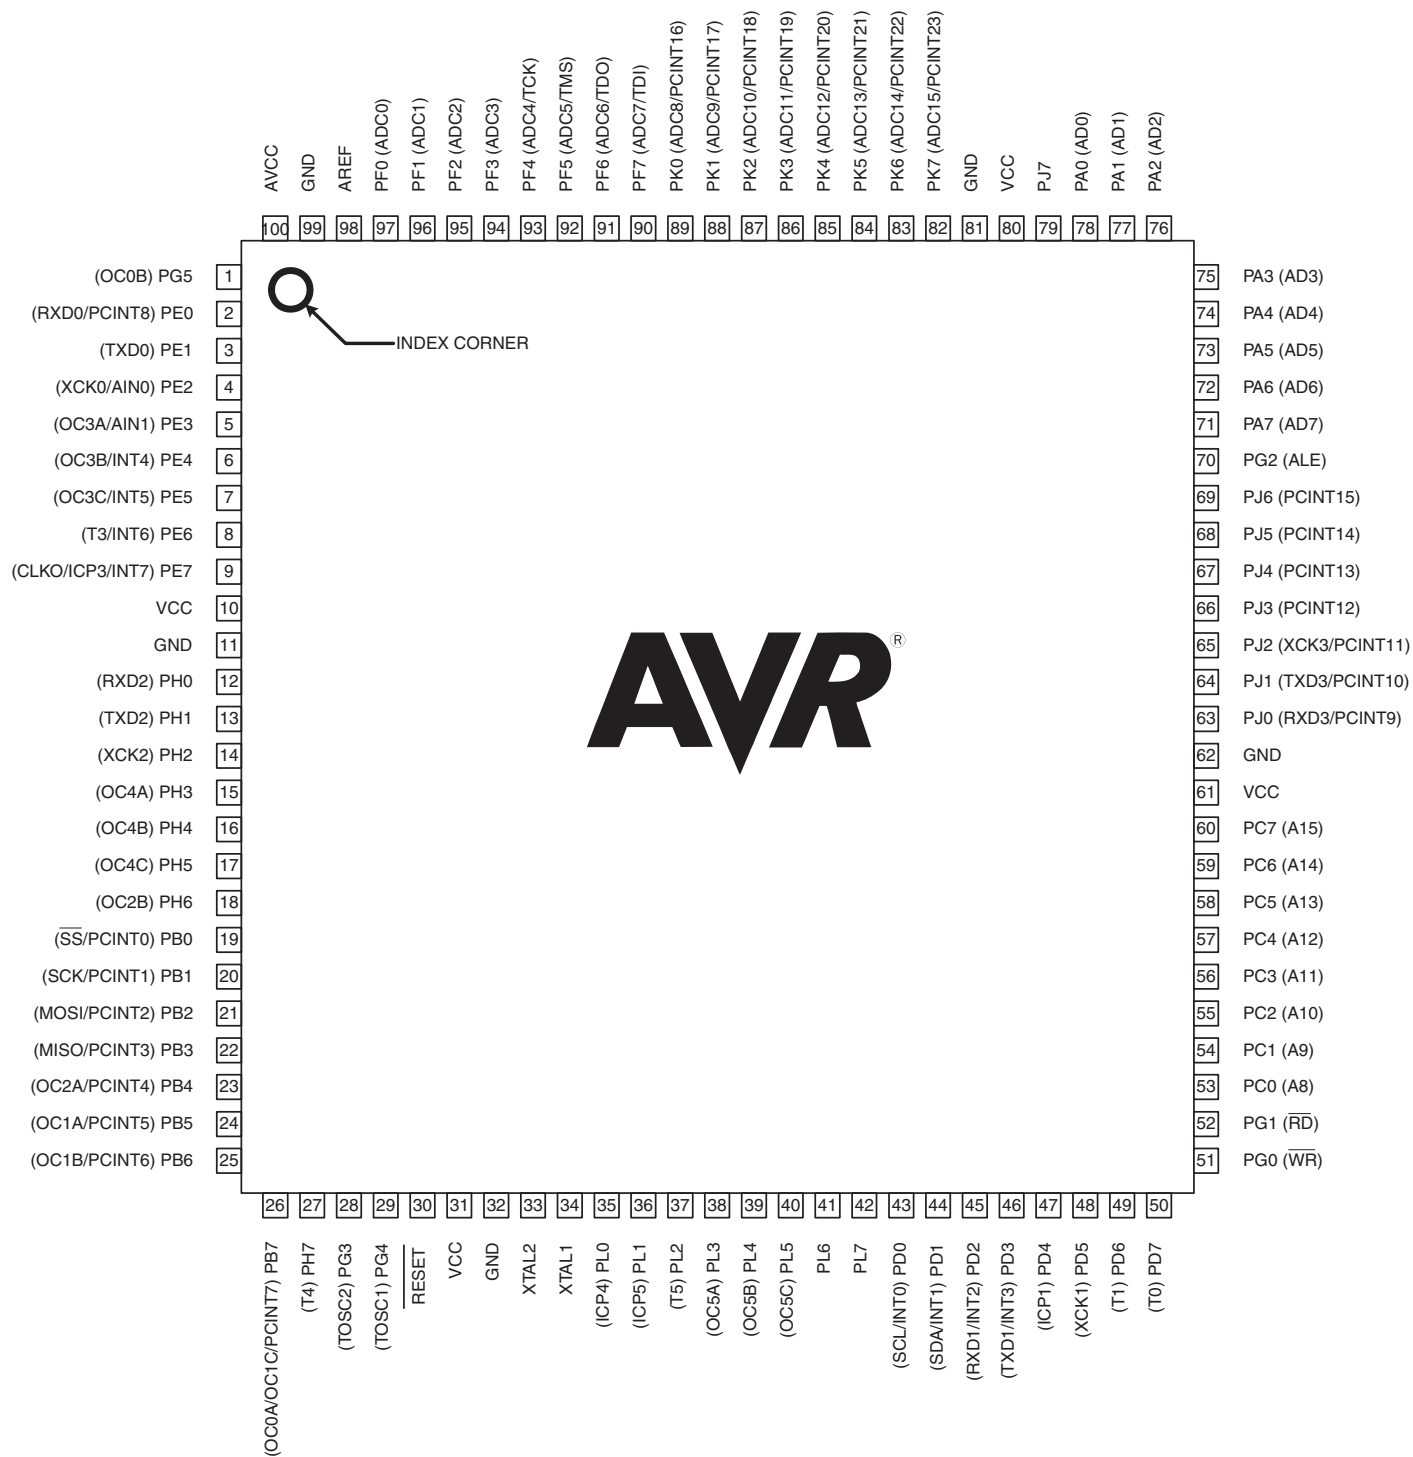 AVCC
GND
AREF
PF0 (ADC0)
PF1 (ADC1)
PF2 (ADC2)
PF3 (ADC3)
PF4 (ADC4/TCK)
PF5 (ADC5/TMS)
PF6 (ADC6/TDO)
PF7 (ADC7/TDI)
PK0 (ADC8/PCINT16)
PK1 (ADC9/PCINT17)
PK2 (ADC10/PCINT18)
PK3 (ADC11/PCINT19)
PK4 (ADC12/PCINT20)
PK5 (ADC13/PCINT21)
PK6 (ADC14/PCINT22)
PK7 (ADC15/PCINT23)
GND
VCC
PJ7
PA0 (AD0)
PA1 (AD1)
PA2 (AD2)
100 99 98 97 96 95 94 93 92 91 90 89 88 87 86 85 84 83 82 81 80 79 78 77 76
(OC0B) PG5 1
(RXD0/PCINT8) PE0 2
(TXD0) PE1 3
(XCK0/AIN0) PE2 4
(OC3A/AIN1) PE3 5
(OC3B/INT4) PE4 6
(OC3C/INT5) PE5 7
(T3/INT6) PE6 8
(CLKO/ICP3/INT7) PE7 9
VCC 10
GND 11
(RXD2) PH0 12
(TXD2) PH1 13
(XCK2) PH2 14
(OC4A) PH3 15
(OC4B) PH4 16
(OC4C) PH5 17
(OC2B) PH6 18
(S̅S̅/PCINT0) PB0 19
(SCK/PCINT1) PB1 20
(MOSI/PCINT2) PB2 21
(MISO/PCINT3) PB3 22
(OC2A/PCINT4) PB4 23
(OC1A/PCINT5) PB5 24
(OC1B/PCINT6) PB6 25
INDEX CORNER
AVR®
75 PA3 (AD3)
74 PA4 (AD4)
73 PA5 (AD5)
72 PA6 (AD6)
71 PA7 (AD7)
70 PG2 (ALE)
69 PJ6 (PCINT15)
68 PJ5 (PCINT14)
67 PJ4 (PCINT13)
66 PJ3 (PCINT12)
65 PJ2 (XCK3/PCINT11)
64 PJ1 (TXD3/PCINT10)
63 PJ0 (RXD3/PCINT9)
62 GND
61 VCC
60 PC7 (A15)
59 PC6 (A14)
58 PC5 (A13)
57 PC4 (A12)
56 PC3 (A11)
55 PC2 (A10)
54 PC1 (A9)
53 PC0 (A8)
52 PG1 (R̅D̅)
51 PG0 (W̅R̅)
26 27 28 29 30 31 32 33 34 35 36 37 38 39 40 41 42 43 44 45 46 47 48 49 50
(OC0A/OC1C/PCINT7) PB7
(T4) PH7
(TOSC2) PG3
(TOSC1) PG4
R̅E̅S̅E̅T̅
VCC
GND
XTAL2
XTAL1
(ICP4) PL0
(ICP5) PL1
(T5) PL2
(OC5A) PL3
(OC5B) PL4
(OC5C) PL5
PL6
PL7
(SCL/INT0) PD0
(SDA/INT1) PD1
(RXD1/INT2) PD2
(TXD1/INT3) PD3
(ICP1) PD4
(XCK1) PD5
(T1) PD6
(T0) PD7